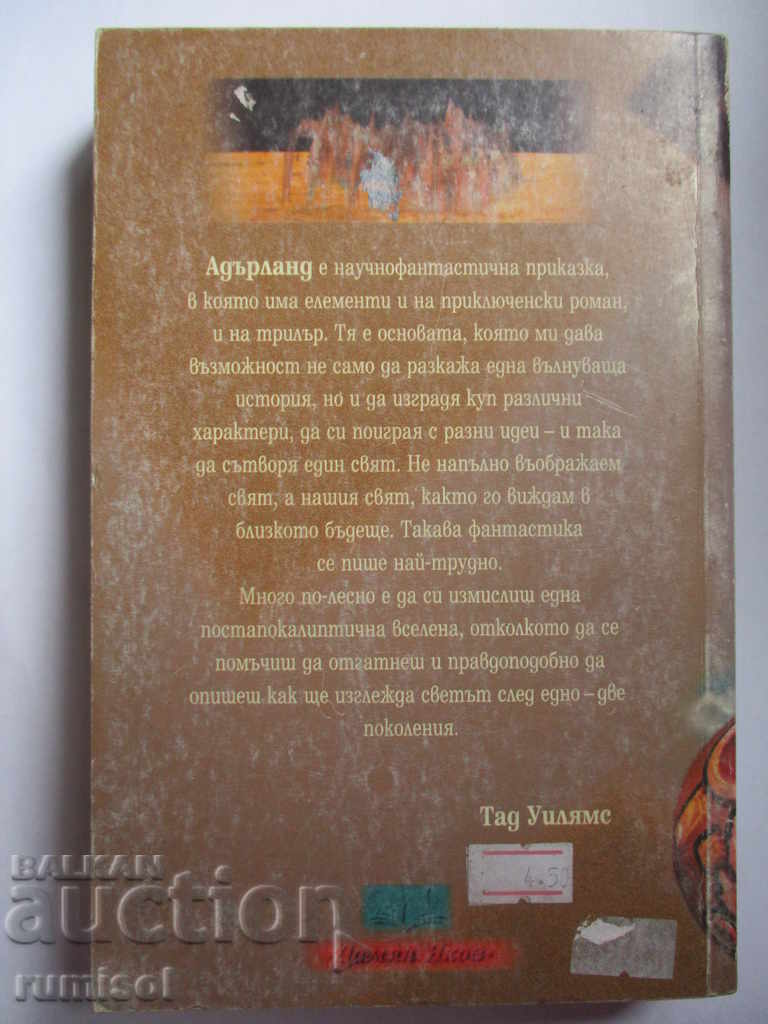 Адърланд е научнофантастична приказка,
в която има елементи и на приключенски роман,
и на трилър. Тя е основата, която ми дава
възможност не само да разкажа една вълнуваща
история, но и да изградя куп различни
характери, да си поиграя с разни идеи – и така
да сътворя един свят. Не напълно въображаем
свят, а нашия свят, както го виждам в
близкото бъдеще. Такава фантастика
се пише най-трудно.
Много по-лесно е да си измислиш една
постапокалиптична вселена, отколкото да се
помъчиш да отгатнеш и правдоподобно да
опишеш как ще изглежда светът след едно – две
поколения.
Тад Уилямс
4.50
BALKAN
auction
rumisol